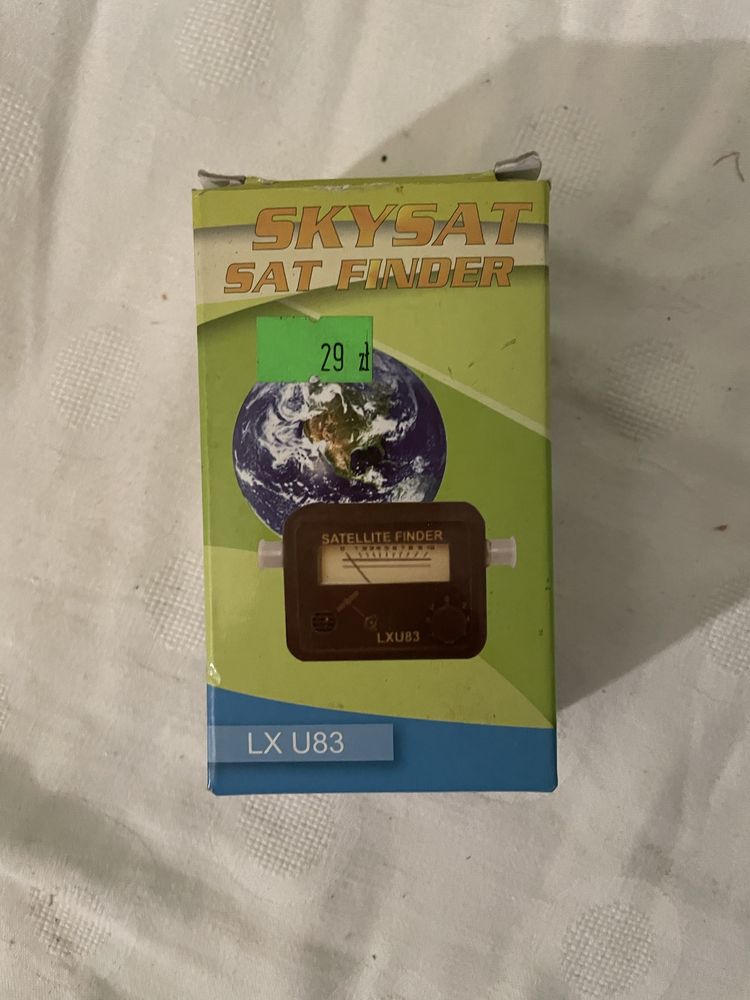 SKYSAT
SAT FINDER
29 zł
SATELLITE FINDER
LXU83
LX U83